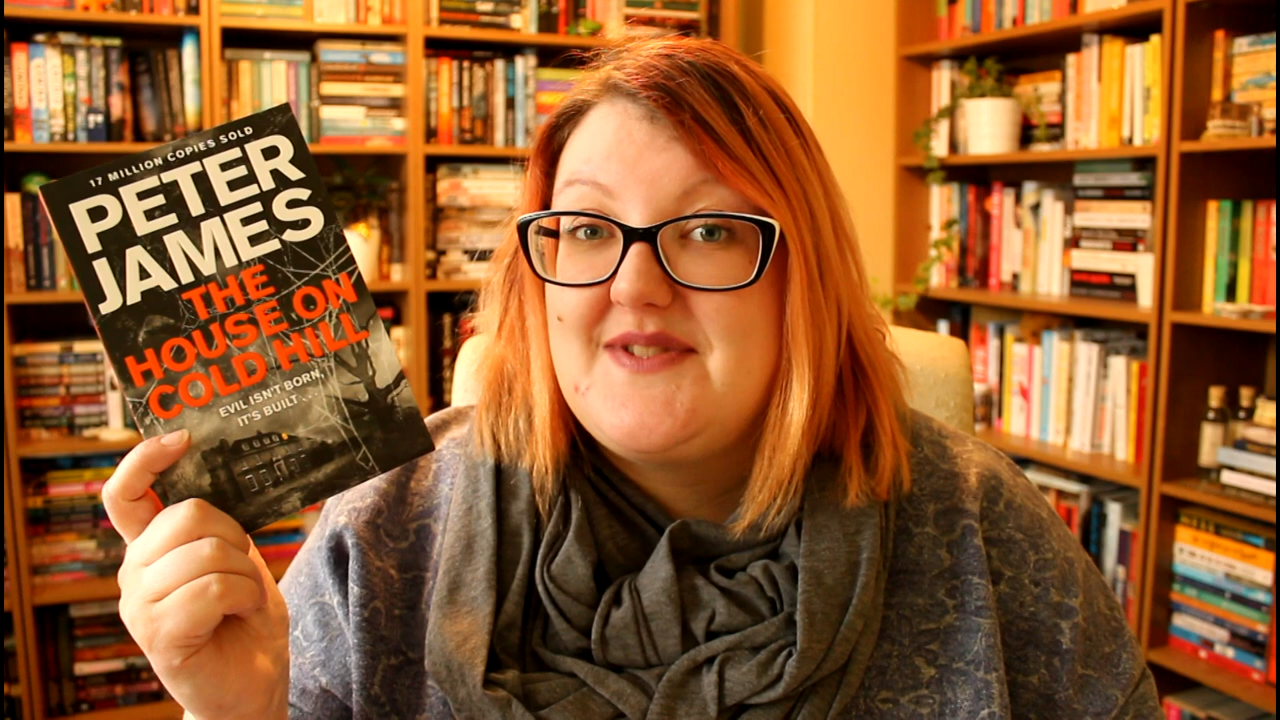 17 MILLION COPIES SOLD
PETER
JAMES
THE
HOUSE ON
COLD HILL
EVIL ISN'T BORN,
IT'S BUILT...